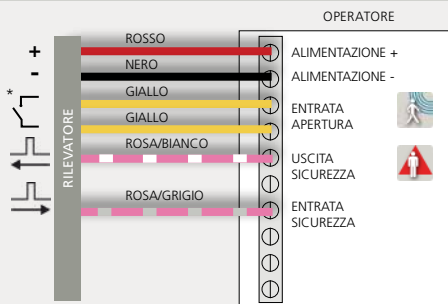 OPERATORE
ROSSO
+
ALIMENTAZIONE +
NERO
-
ALIMENTAZIONE -
GIALLO
*
ENTRATA
APERTURA
GIALLO
ROSA/BIANCO
USCITA
SICUREZZA
RILEVATORE
ROSA/GRIGIO
ENTRATA
SICUREZZA